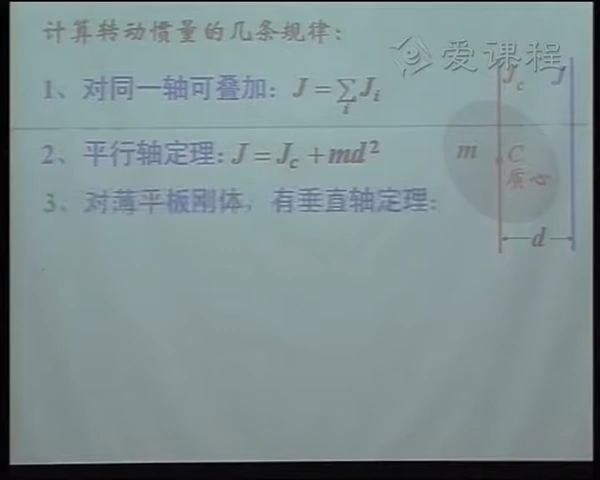 计算转动惯量的几条规律：
爱课程
1、对同一轴可叠加： J = ∑ᵢ Jᵢ
J_c J
2、平行轴定理： J = J_c + md²
m C
质心
3、对薄平板刚体，有垂直轴定理：
d